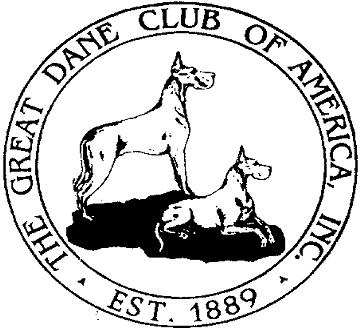 THE GREAT DANE CLUB OF AMERICA, INC.
EST. 1889